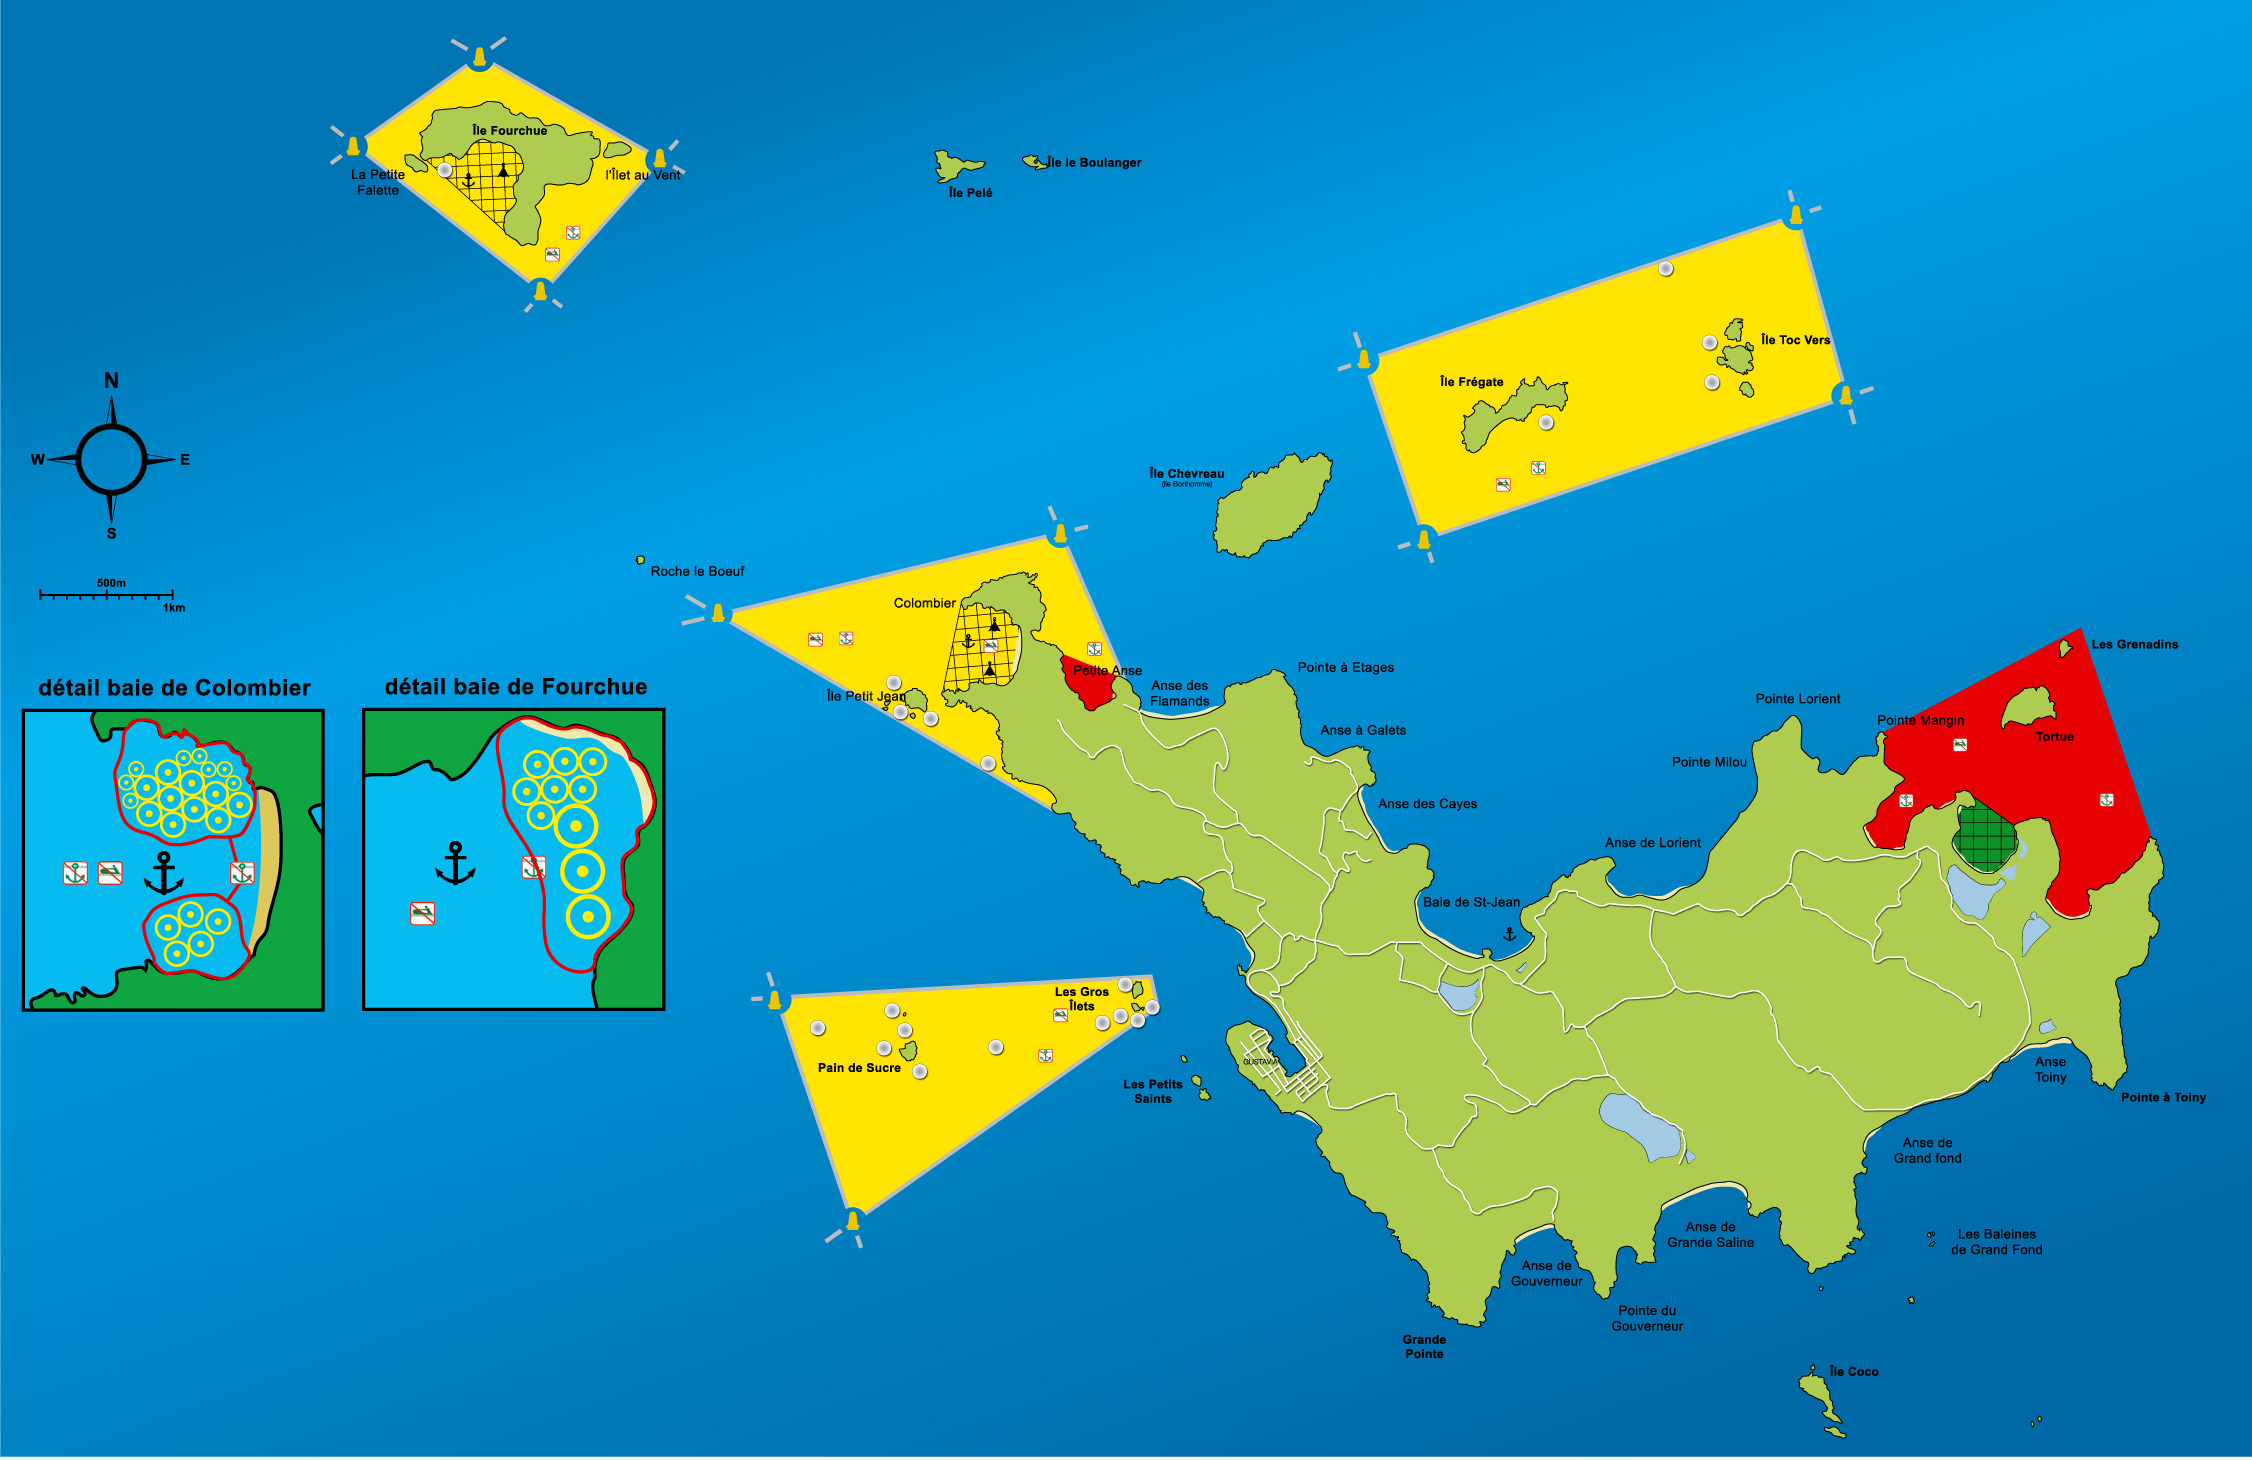 Île Fourchue
La Petite
Falette
l'Îlet au Vent
Île Pelé
Île le Boulanger
Île Toc Vers
Île Frégate
Île Chevreau
(Île Bonhomme)
N
W
E
S
500m
1km
Roche le Boeuf
Colombier
Petite Anse
Île Petit Jean
Anse des
Flamands
Pointe à Etages
Anse à Galets
Anse des Cayes
Baie de St-Jean
Anse de Lorient
Pointe Milou
Pointe Lorient
Pointe Mangin
Les Grenadins
Tortue
détail baie de Colombier
détail baie de Fourchue
Les Gros
Îlets
Pain de Sucre
Les Petits
Saints
GUSTAVIA
Anse
Toiny
Pointe à Toiny
Anse de
Grand fond
Anse de
Grande Saline
Les Baleines
de Grand Fond
Anse de
Gouverneur
Pointe du
Gouverneur
Grande
Pointe
Île Coco